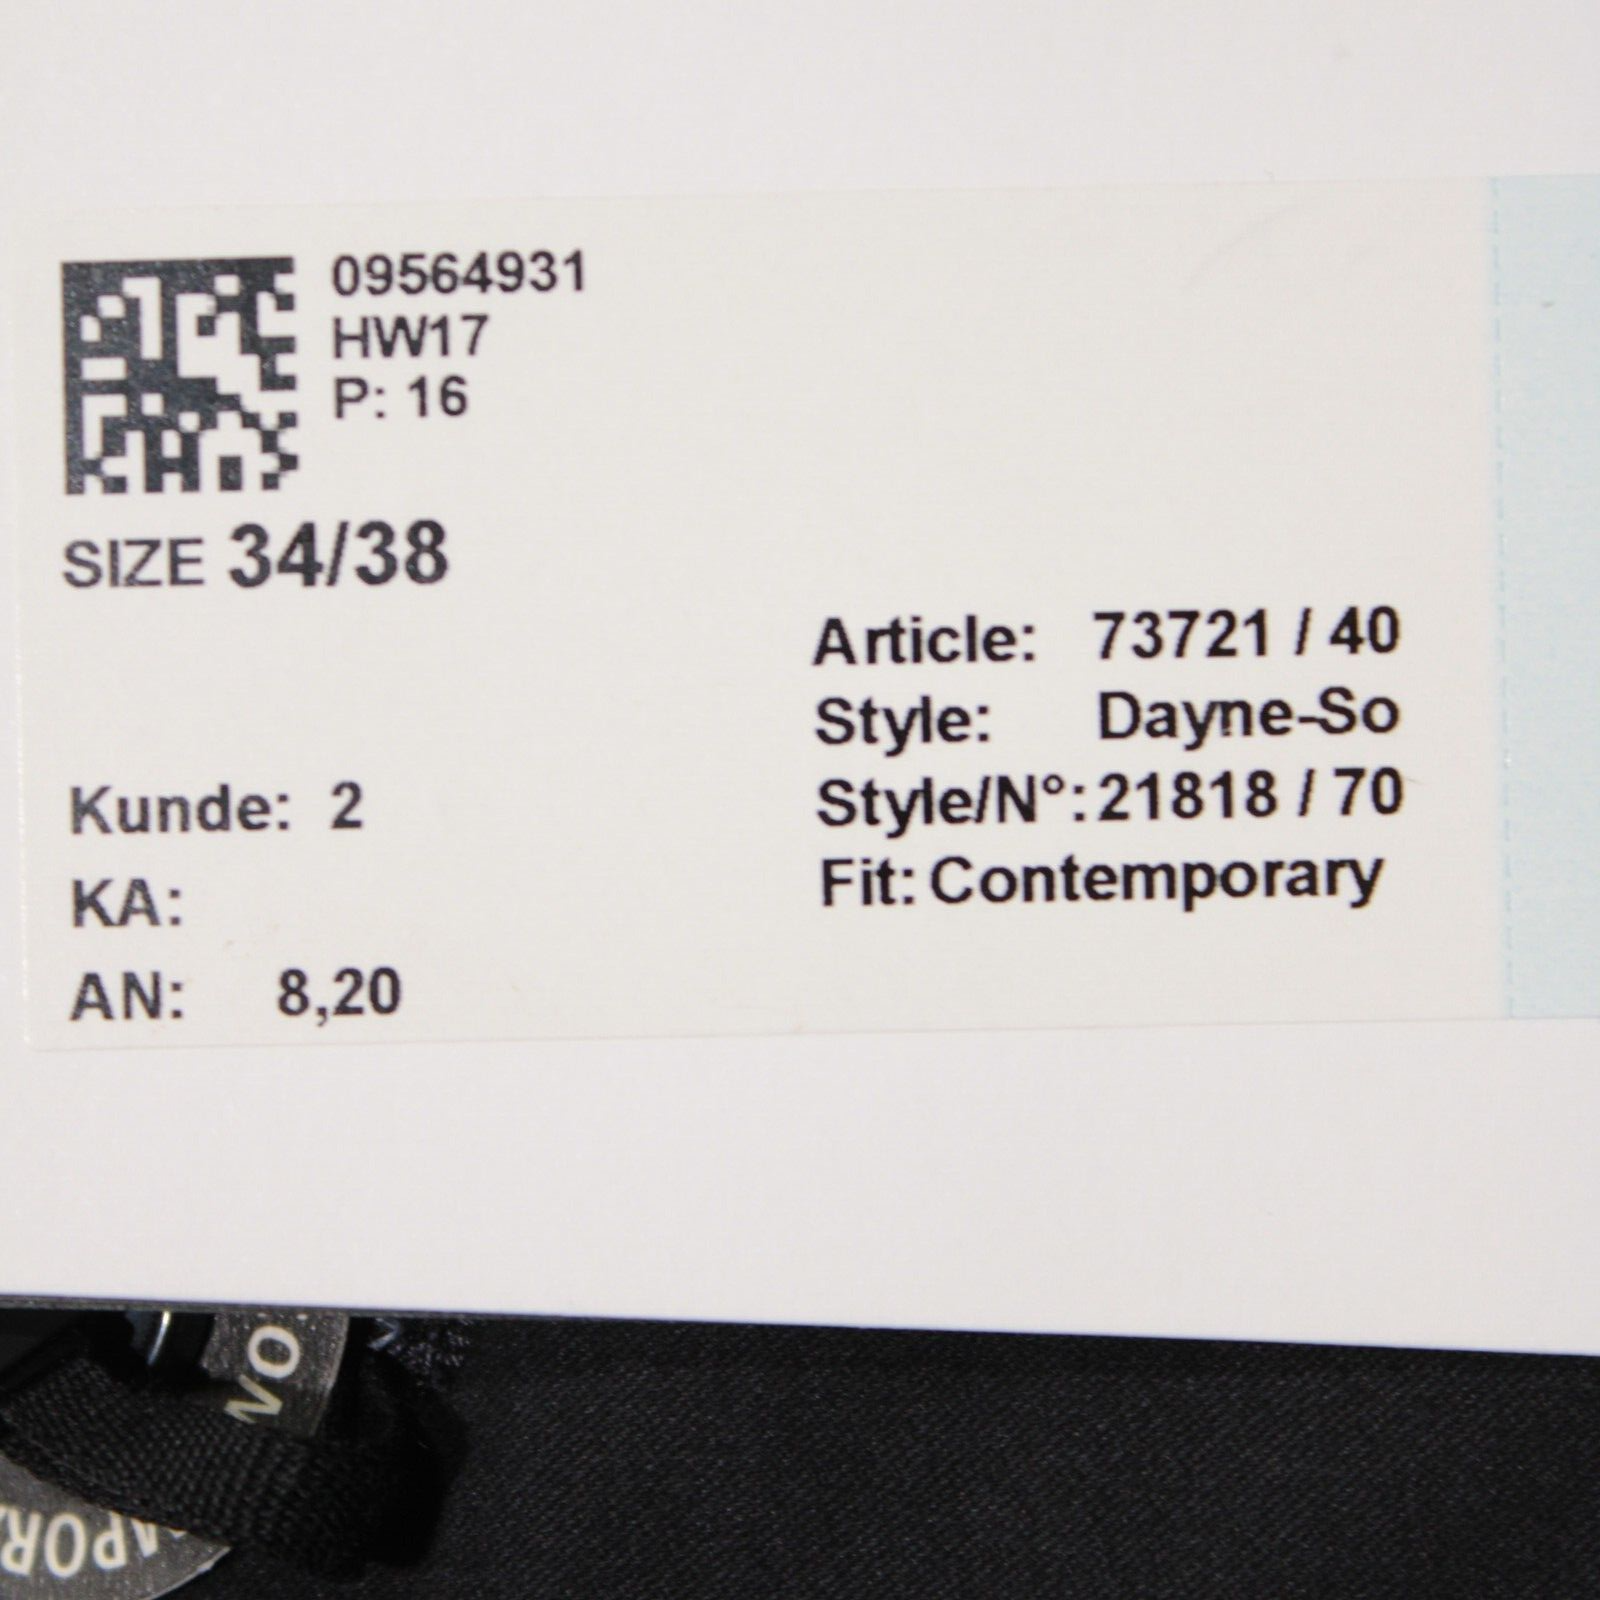 09564931
HW17
P: 16
SIZE 34/38
Article: 73721 / 40
Style: Dayne-So
Style/N°: 21818 / 70
Fit: Contemporary
Kunde: 2
KA:
AN: 8,20